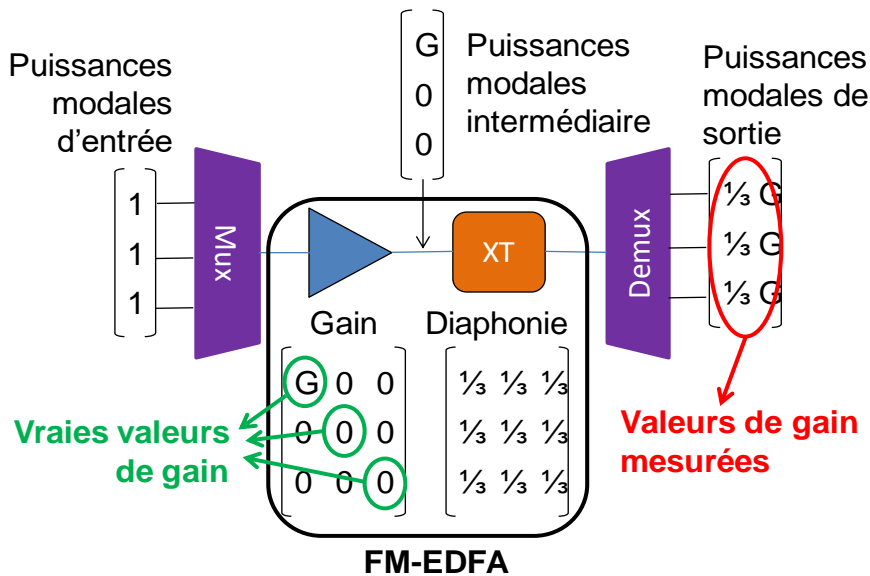 Puissances
modales
d'entrée
1
1
1
Mux
G
0
0
Puissances
modales
intermédiaire
Puissances
modales de
sortie
⅓ G
⅓ G
⅓ G
Demux
XT
Gain
Diaphonie
G 0 0
0 0 0
0 0 0
⅓ ⅓ ⅓
⅓ ⅓ ⅓
⅓ ⅓ ⅓
Vraies valeurs
de gain
Valeurs de gain
mesurées
FM-EDFA